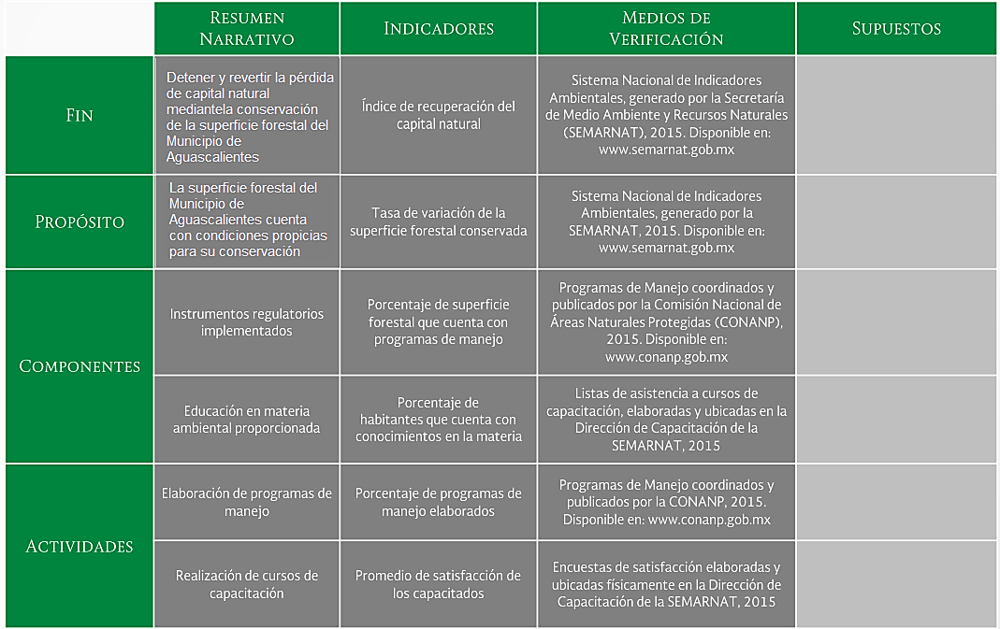 RESUMEN
NARRATIVO
INDICADORES
MEDIOS DE
VERIFICACIÓN
SUPUESTOS
FIN
Detener y revertir la pérdida
de capital natural
mediantela conservación
de la superficie forestal del
Municipio de
Aguascalientes
Índice de recuperación del
capital natural
Sistema Nacional de Indicadores
Ambientales, generado por la Secretaría
de Medio Ambiente y Recursos Naturales
(SEMARNAT), 2015. Disponible en:
www.semarnat.gob.mx
PROPÓSITO
La superficie forestal del
Municipio de
Aguascalientes cuenta
con condiciones propicias
para su conservación
Tasa de variación de la
superficie forestal conservada
Sistema Nacional de Indicadores
Ambientales, generado por la
SEMARNAT, 2015. Disponible en:
www.semarnat.gob.mx
COMPONENTES
Instrumentos regulatorios
implementados
Porcentaje de superficie
forestal que cuenta con
programas de manejo
Programas de Manejo coordinados y
publicados por la Comisión Nacional de
Áreas Naturales Protegidas (CONANP),
2015. Disponible en:
www.conanp.gob.mx
Educación en materia
ambiental proporcionada
Porcentaje de
habitantes que cuenta con
conocimientos en la materia
Listas de asistencia a cursos de
capacitación, elaboradas y ubicadas en la
Dirección de Capacitación de la
SEMARNAT, 2015
ACTIVIDADES
Elaboración de programas de
manejo
Porcentaje de programas de
manejo elaborados
Programas de Manejo coordinados y
publicados por la CONANP, 2015.
Disponible en: www.conanp.gob.mx
Realización de cursos de
capacitación
Promedio de satisfacción de
los capacitados
Encuestas de satisfacción elaboradas y
ubicadas físicamente en la Dirección de
Capacitación de la SEMARNAT, 2015